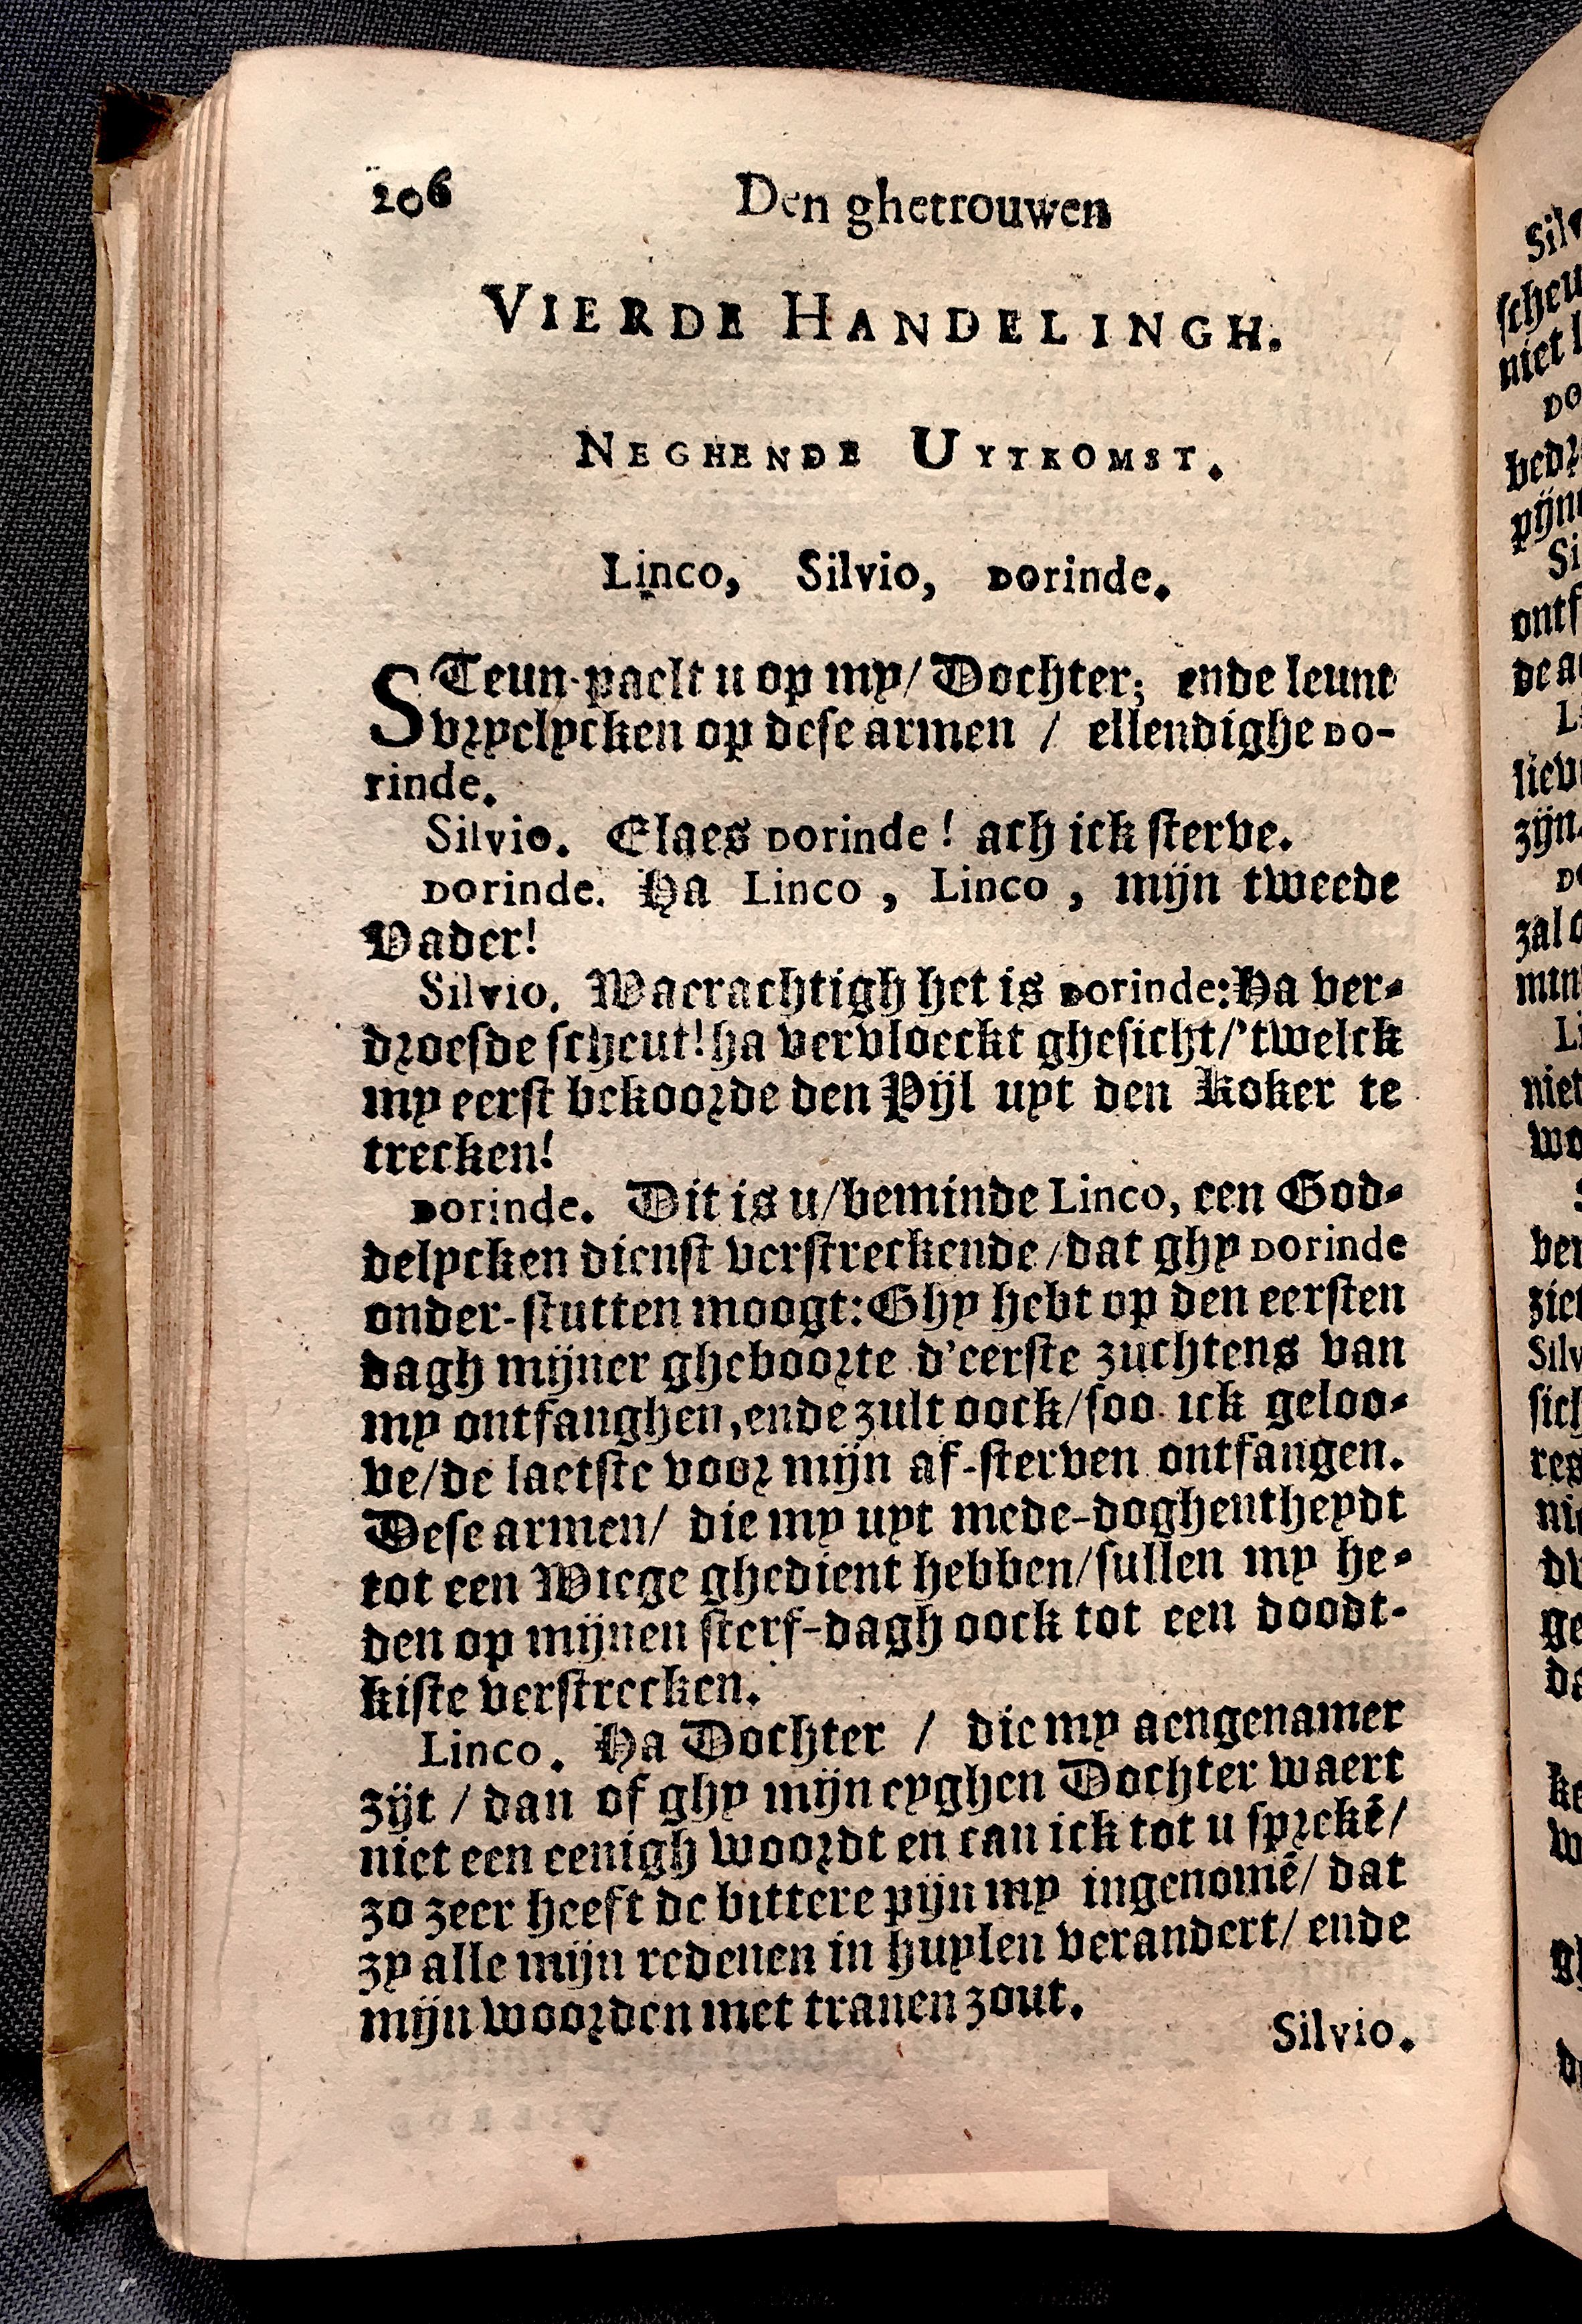 206 Den ghetrouwen
VIERDE HANDELINGH.
NEGHENDE UYTKOMST.
Linco, Silvio, Dorinde.
STeun-paelt u op my/ Dochter; ende leunt
vryelycken op dese armen / ellendighe Do-
rinde.
Silvio. Elaes Dorinde! ach ick sterve.
Dorinde. Ha Linco, Linco, mijn tweede
Vader!
Silvio. Waerachtigh het is Dorinde: Ha ver-
droefde scheut! ha vervloeckt ghesicht/ 'twelck
my eerst bekoorde den Pijl uyt den Koker te
trecken!
Dorinde. Dit is u/ beminde Linco, een God-
delycken dienst verstreckende/ dat ghy Dorinde
onder-stutten moogt: Ghy hebt op den eersten
dagh mijner gheboorte d'eerste zuchtens van
my ontfanghen, ende zult oock/ soo ick geloo-
ve/ de laetste voor mijn af-sterven ontfangen.
Dese armen/ die my uyt mede-doghentheydt
tot een Wiege ghedient hebben/ sullen my he-
den op mijnen sterf-dagh oock tot een doodt-
kiste verstrecken.
Linco. Ha Dochter / die my aengenamer
zijt / dan of ghy mijn eyghen Dochter waert
niet een eenigh woordt en can ick tot u sprekē/
zo zeer heeft de bittere pijn my ingenomē/ dat
zy alle mijn redenen in huylen verandert/ ende
mijn woorden met tranen zout.
Silvio.